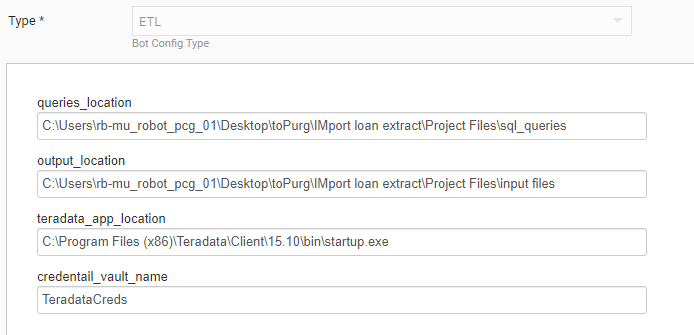 Type *
ETL
Bot Config Type
queries_location
C:\Users\rb-mu_robot_pcg_01\Desktop\toPurg\IMport loan extract\Project Files\sql_queries
output_location
C:\Users\rb-mu_robot_pcg_01\Desktop\toPurg\IMport loan extract\Project Files\input files
teradata_app_location
C:\Program Files (x86)\Teradata\Client\15.10\bin\startup.exe
credentail_vault_name
TeradataCreds